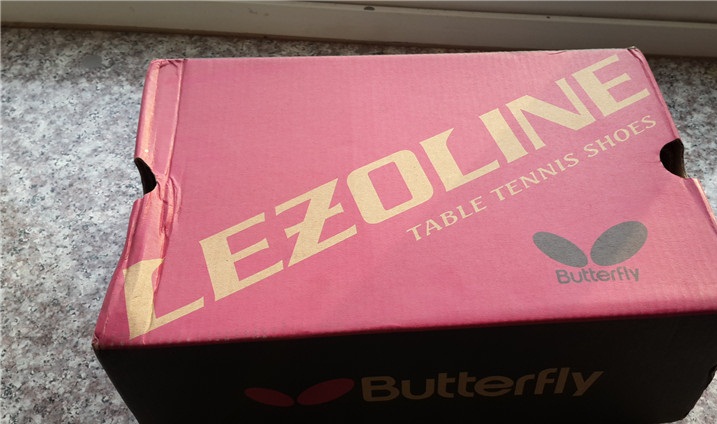 LEZOLINE
TABLE TENNIS SHOES
Butterfly
Butterfly